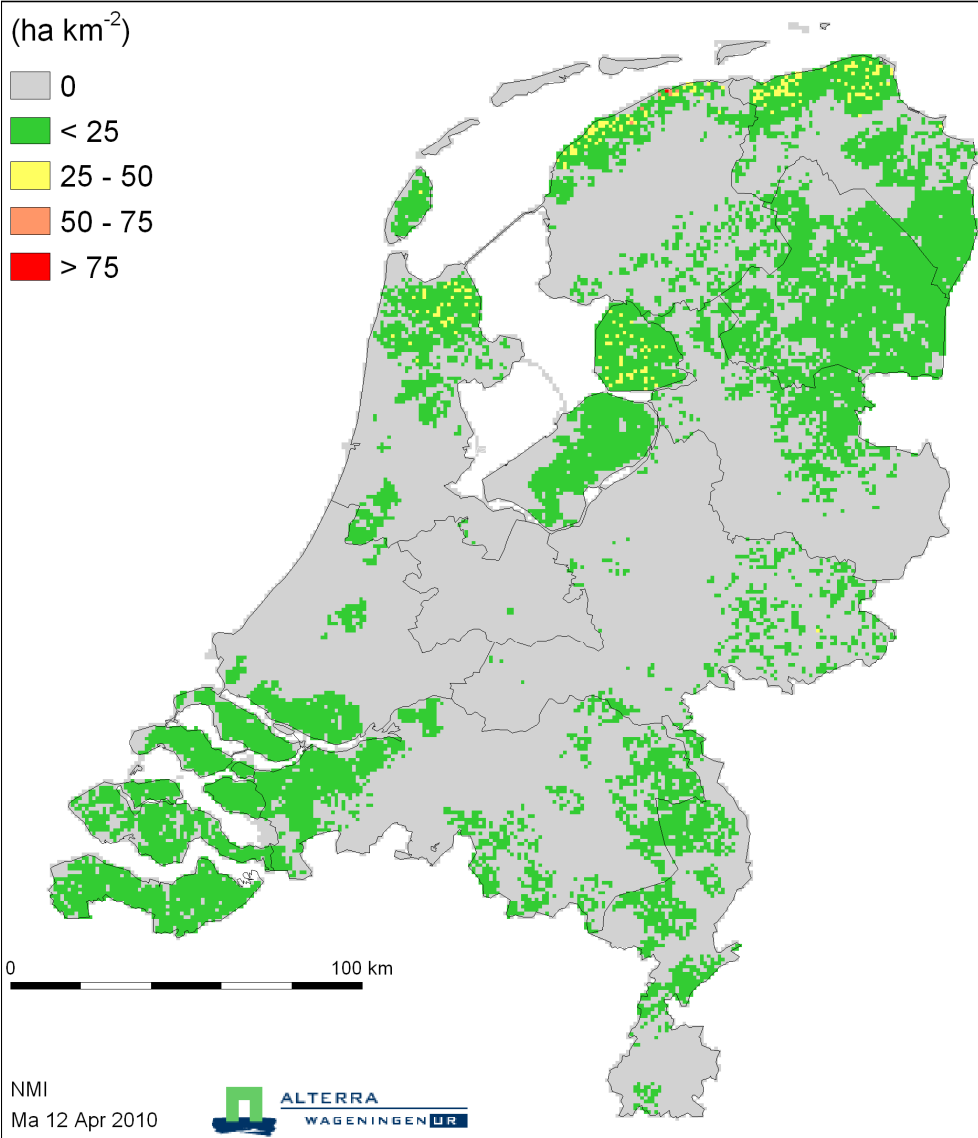 (ha km-2)
0
< 25
25 - 50
50 - 75
> 75
0 100 km
NMI
Ma 12 Apr 2010
ALTERRA
WAGENINGEN UR